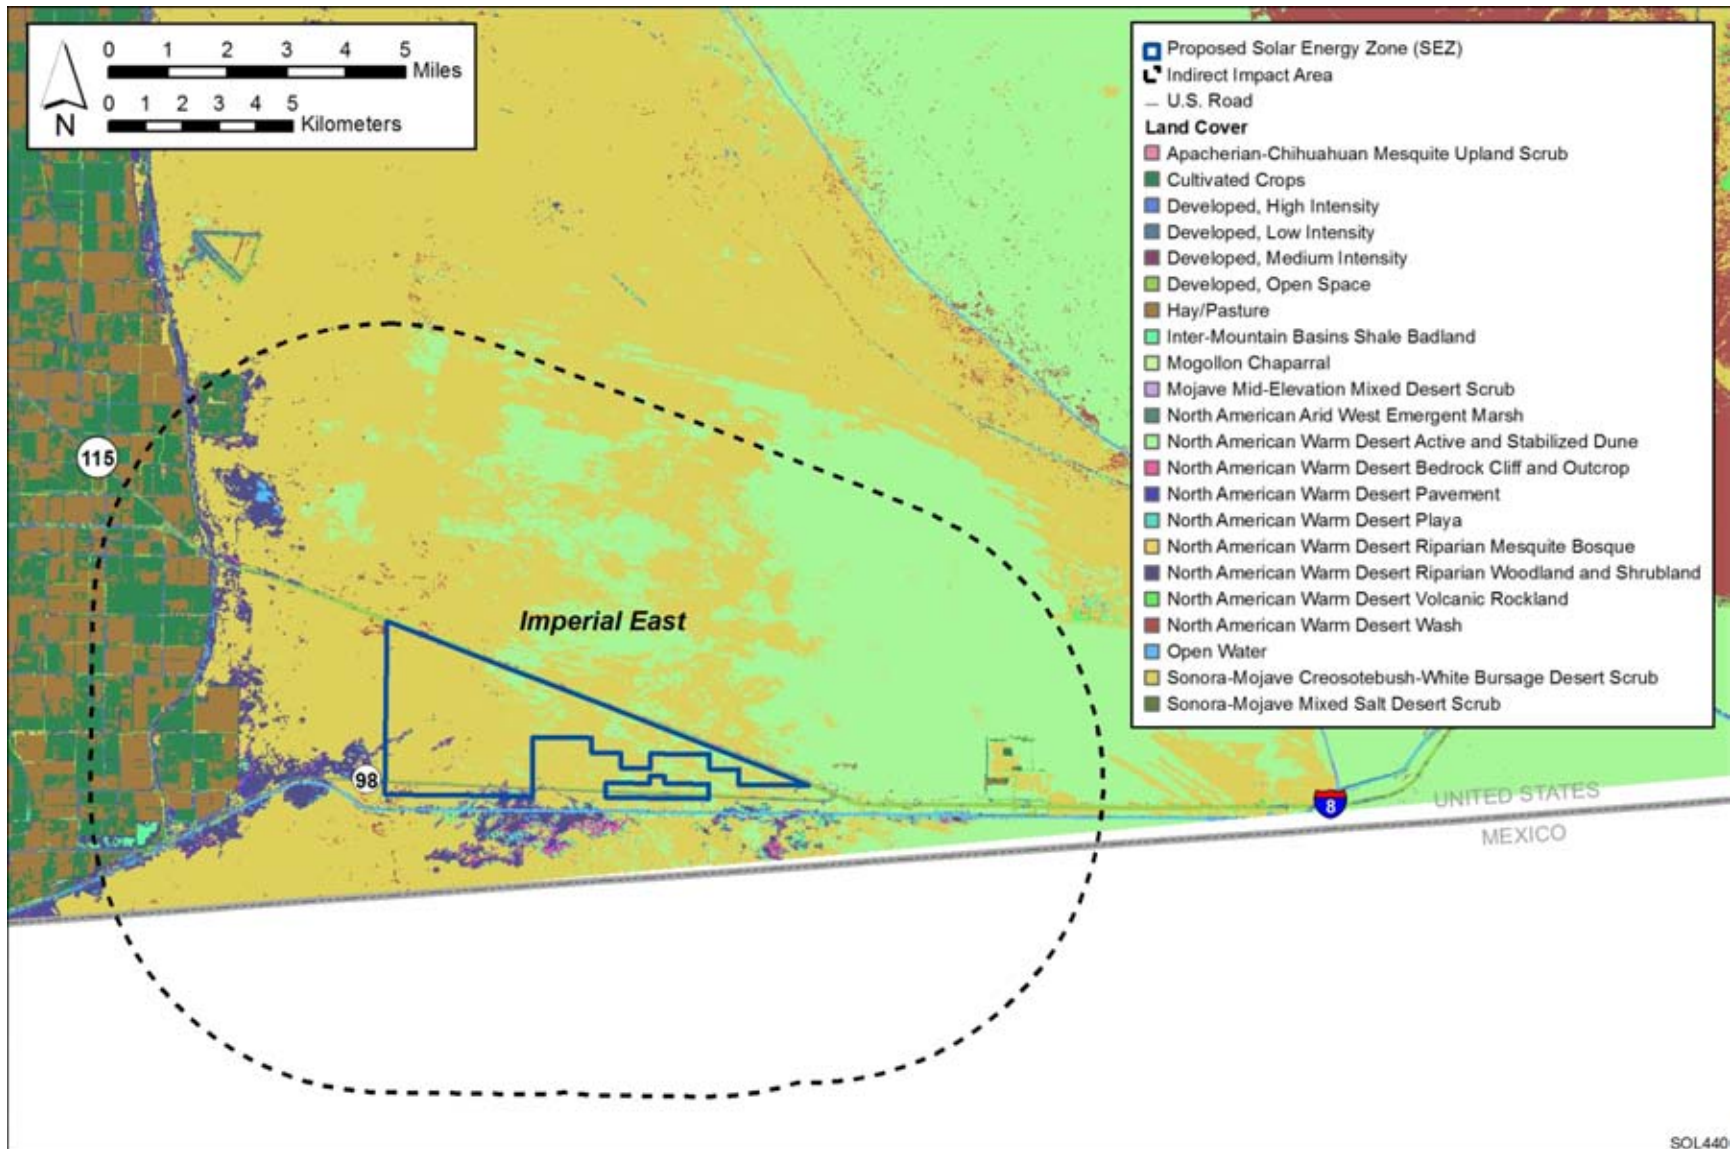 0 1 2 3 4 5
Miles
0 1 2 3 4 5
Kilometers
N
Proposed Solar Energy Zone (SEZ)
Indirect Impact Area
U.S. Road
Land Cover
Apacherian-Chihuahuan Mesquite Upland Scrub
Cultivated Crops
Developed, High Intensity
Developed, Low Intensity
Developed, Medium Intensity
Developed, Open Space
Hay/Pasture
Inter-Mountain Basins Shale Badland
Mogollon Chaparral
Mojave Mid-Elevation Mixed Desert Scrub
North American Arid West Emergent Marsh
North American Warm Desert Active and Stabilized Dune
North American Warm Desert Bedrock Cliff and Outcrop
North American Warm Desert Pavement
North American Warm Desert Playa
North American Warm Desert Riparian Mesquite Bosque
North American Warm Desert Riparian Woodland and Shrubland
North American Warm Desert Volcanic Rockland
North American Warm Desert Wash
Open Water
Sonora-Mojave Creosotebush-White Bursage Desert Scrub
Sonora-Mojave Mixed Salt Desert Scrub
115
Imperial East
98
8
UNITED STATES
MEXICO
SOL440